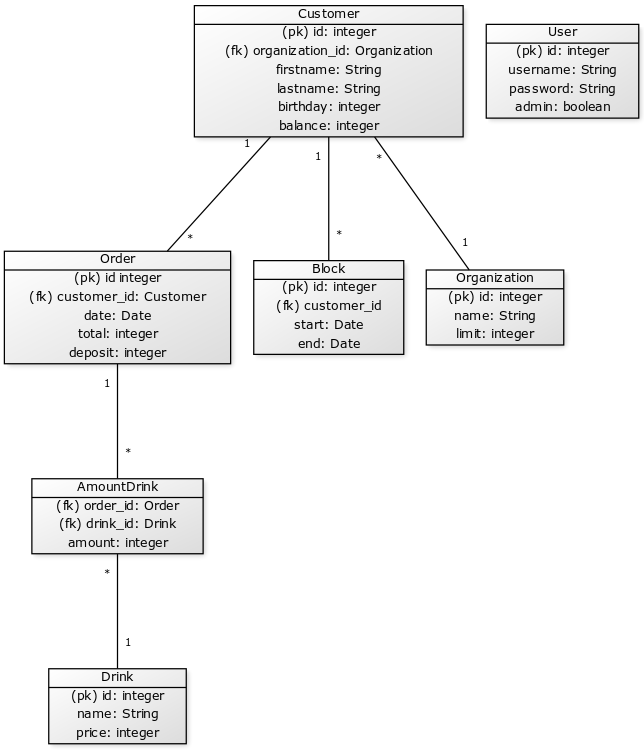 Customer
(pk) id: integer
(fk) organization_id: Organization
firstname: String
lastname: String
birthday: integer
balance: integer
User
(pk) id: integer
username: String
password: String
admin: boolean
1
1
*
*
*
1
Order
(pk) id integer
(fk) customer_id: Customer
date: Date
total: integer
deposit: integer
Block
(pk) id: integer
(fk) customer_id
start: Date
end: Date
Organization
(pk) id: integer
name: String
limit: integer
1
*
AmountDrink
(fk) order_id: Order
(fk) drink_id: Drink
amount: integer
*
1
Drink
(pk) id: integer
name: String
price: integer